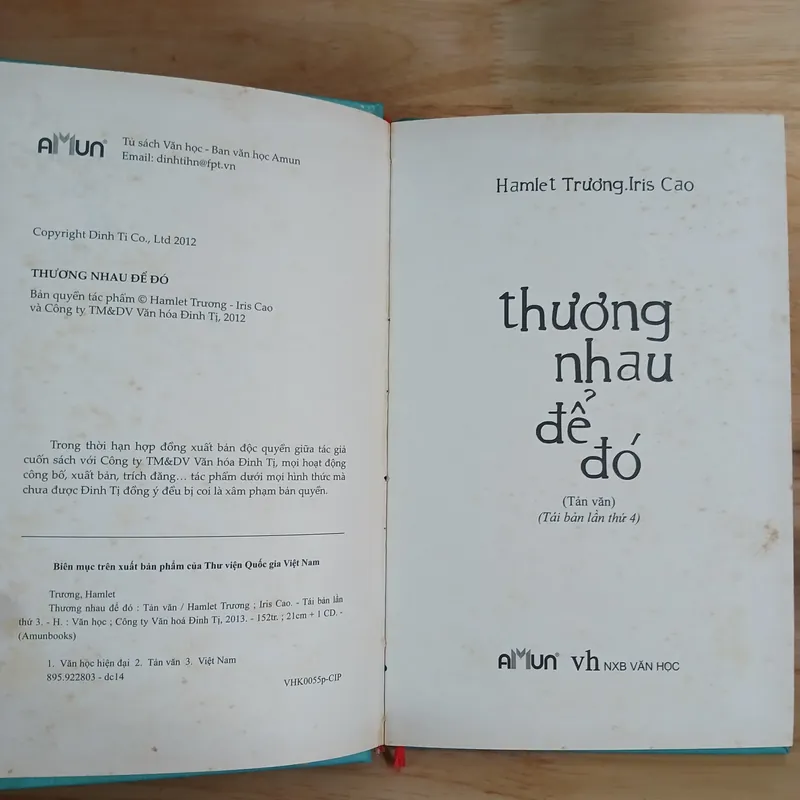 AMUN
Tủ sách Văn học - Ban văn học Amun
Email: dinhtihn@fpt.vn
Copyright Dinh Ti Co., Ltd 2012
THƯƠNG NHAU ĐỂ ĐÓ
Bản quyền tác phẩm © Hamlet Trương - Iris Cao
và Công ty TM&DV Văn hóa Đinh Tị, 2012
Trong thời hạn hợp đồng xuất bản độc quyền giữa tác giả
cuốn sách với Công ty TM&DV Văn hóa Đinh Tị, mọi hoạt động
công bố, xuất bản, trích đăng... tác phẩm dưới mọi hình thức mà
chưa được Đinh Tị đồng ý đều bị coi là xâm phạm bản quyền.
Biên mục trên xuất bản phẩm của Thư viện Quốc gia Việt Nam
Trương, Hamlet
Thương nhau để đó : Tản văn / Hamlet Trương ; Iris Cao. - Tái bản lần
thứ 3. - H. : Văn học ; Công ty Văn hoá Đinh Tị, 2013. - 152tr. ; 21cm + 1 CD. -
(Amunbooks)
1. Văn học hiện đại 2. Tản văn 3. Việt Nam
895.922803 - dc14
VHK0055p-CIP
Hamlet Trương.Iris Cao
thương
nhau
để
đó
(Tản văn)
(Tái bản lần thứ 4)
AMUN vh NXB VĂN HỌC